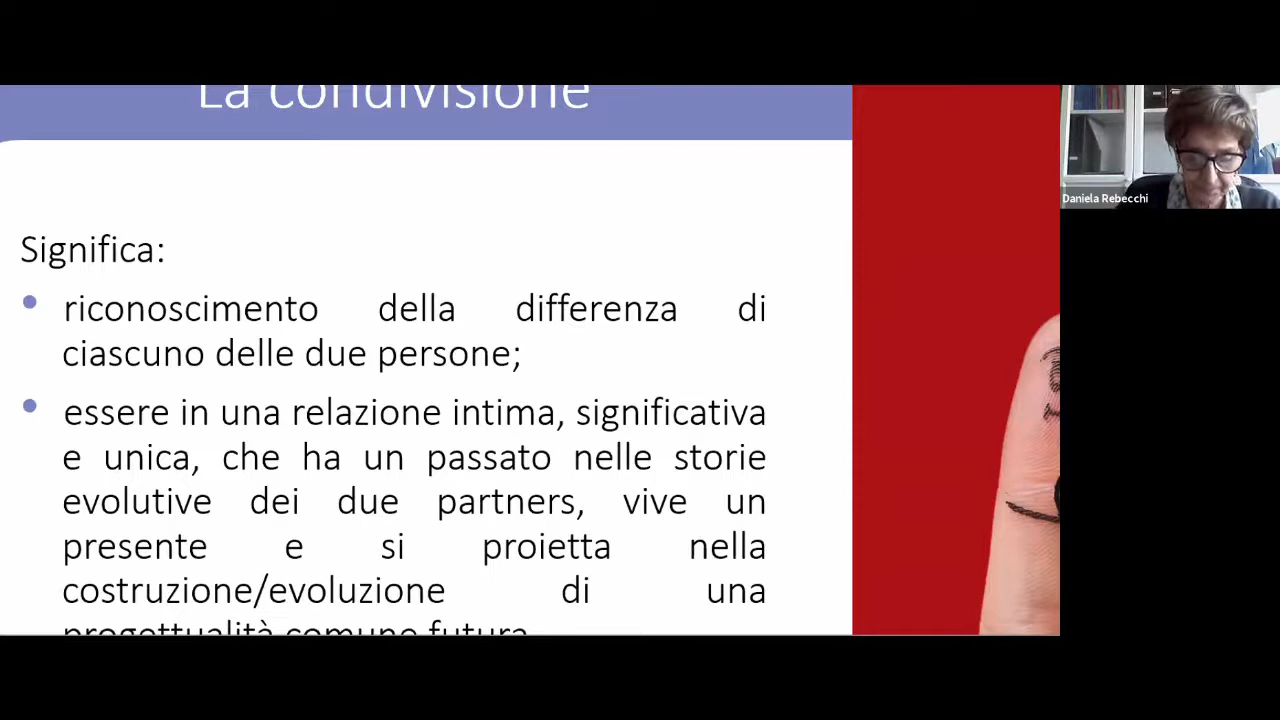 La condivisione
Significa:
• riconoscimento della differenza di
ciascuno delle due persone;
• essere in una relazione intima, significativa
e unica, che ha un passato nelle storie
evolutive dei due partners, vive un
presente e si proietta nella
costruzione/evoluzione di una
progettualità comune futura
Daniela Rebecchi